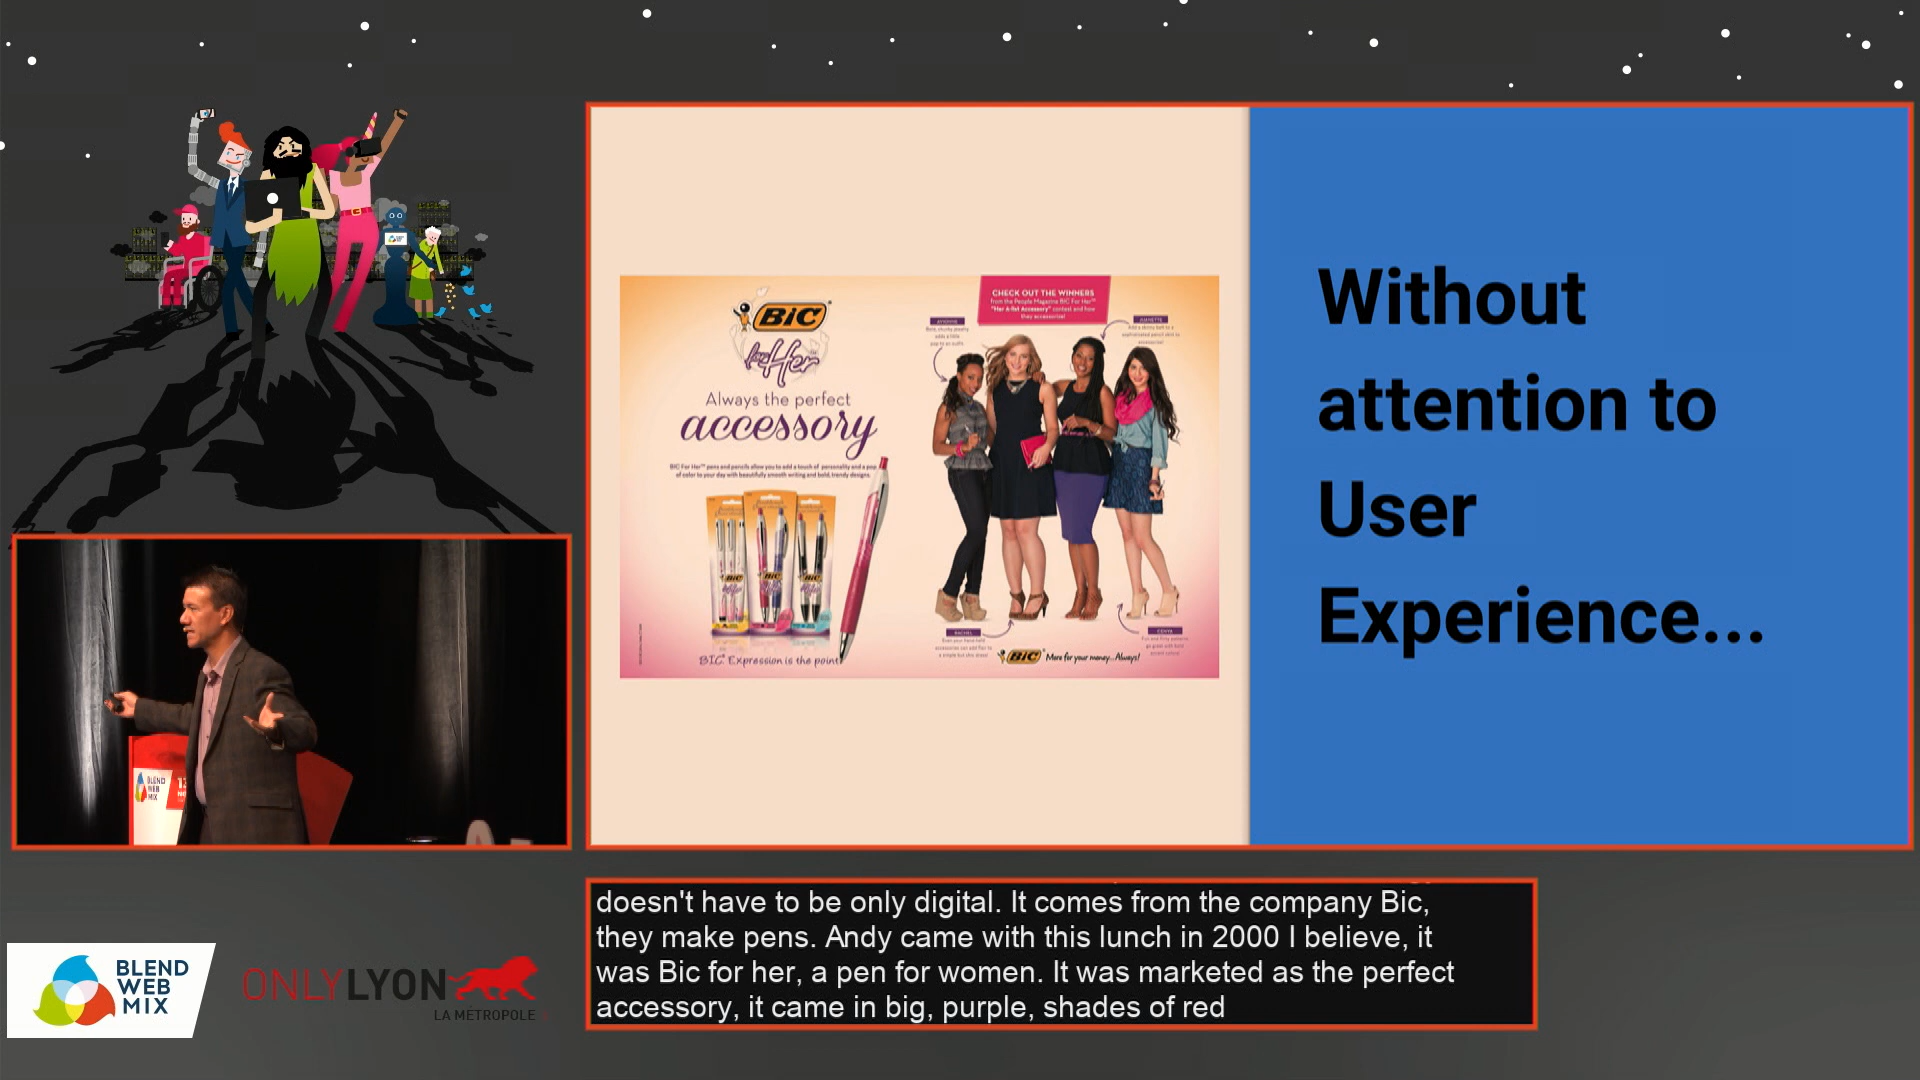 BIC
for Her
Always the perfect
accessory
BIC For Her™ pens and pencils allow you to add a touch of personality and a pop
of color to your day with beautifully smooth writing and bold, trendy designs.
BIC® Expression is the point
CHECK OUT THE WINNERS
from the People Magazine BIC For Her™
"Her A-list Accessory" contest and how
they accessorize!
RACHEL
BIC More for your money...Always!
Without
attention to
User
Experience...
BLEND
WEB
MIX
doesn't have to be only digital. It comes from the company Bic,
they make pens. Andy came with this lunch in 2000 I believe, it
was Bic for her, a pen for women. It was marketed as the perfect
accessory, it came in big, purple, shades of red
BLEND
WEB
MIX
ONLYLYON
LA MÉTROPOLE